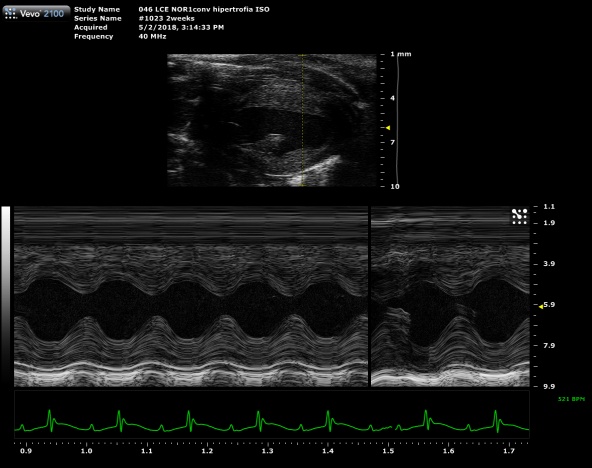 Vevo 2100
Study Name 046 LCE NOR1conv hipertrofia ISO
Series Name #1023 2weeks
Acquired 5/2/2018, 3:14:33 PM
Frequency 40 MHz
1 mm
4
7
10
1.1
1.9
3.9
5.9
7.9
9.9
521 BPM
0.9 1.0 1.1 1.2 1.3 1.4 1.5 1.6 1.7